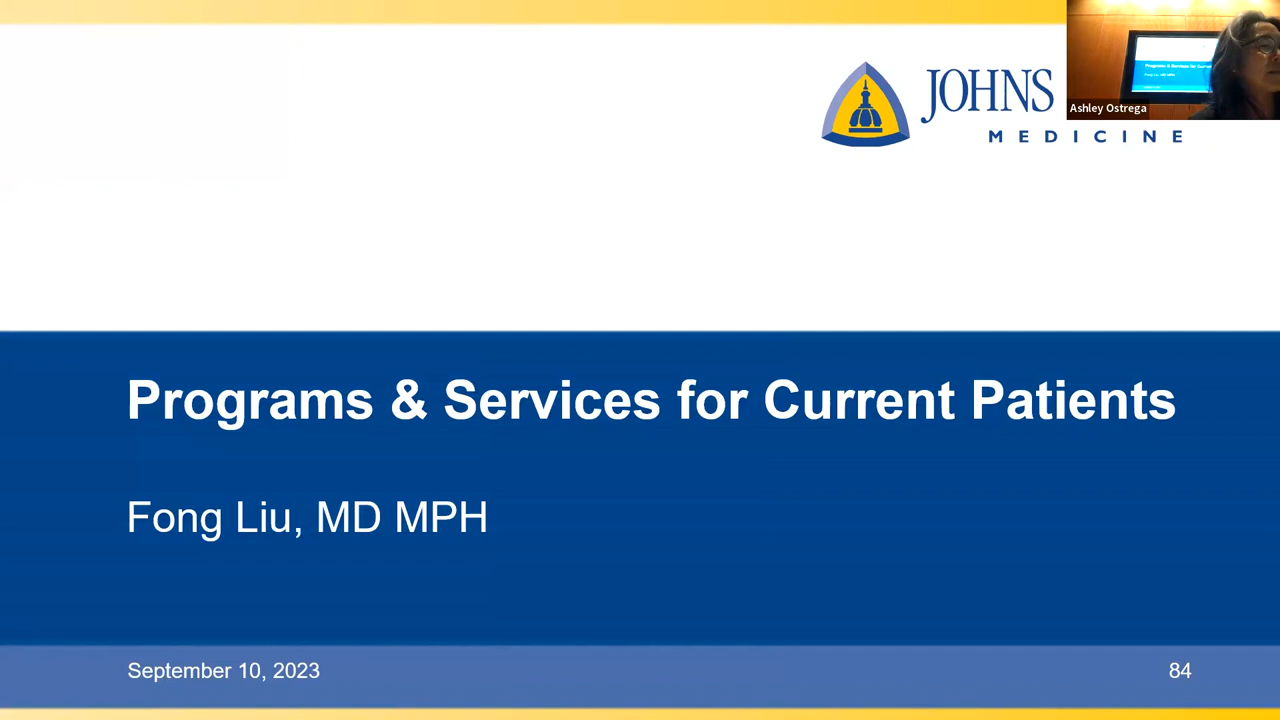 JOHNS
MEDICINE
Ashley Ostrega
Programs & Services for Current Patients
Fong Liu, MD MPH
September 10, 2023
84